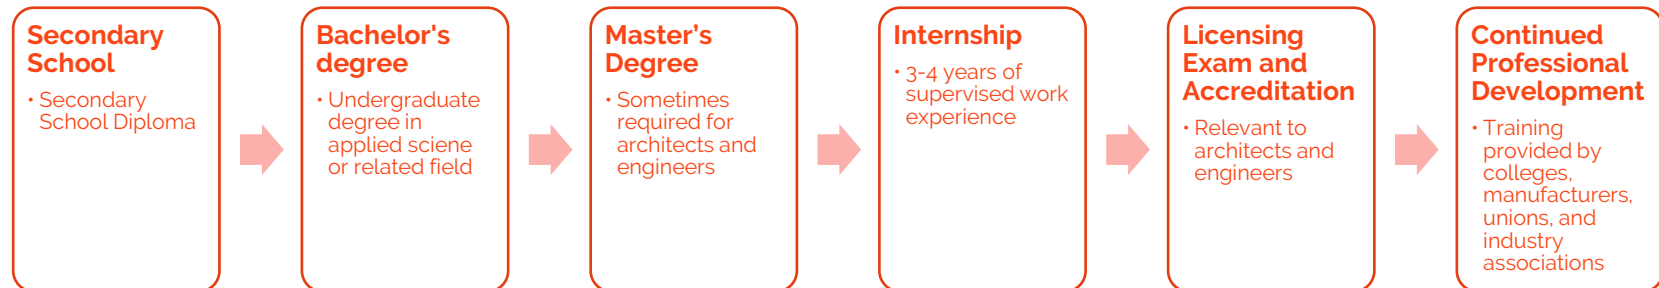 Secondary
School
• Secondary
School Diploma
Bachelor's
degree
• Undergraduate
degree in
applied sciene
or related field
Master's
Degree
• Sometimes
required for
architects and
engineers
Internship
• 3-4 years of
supervised work
experience
Licensing
Exam and
Accreditation
• Relevant to
architects and
engineers
Continued
Professional
Development
• Training
provided by
colleges,
manufacturers,
unions, and
industry
associations